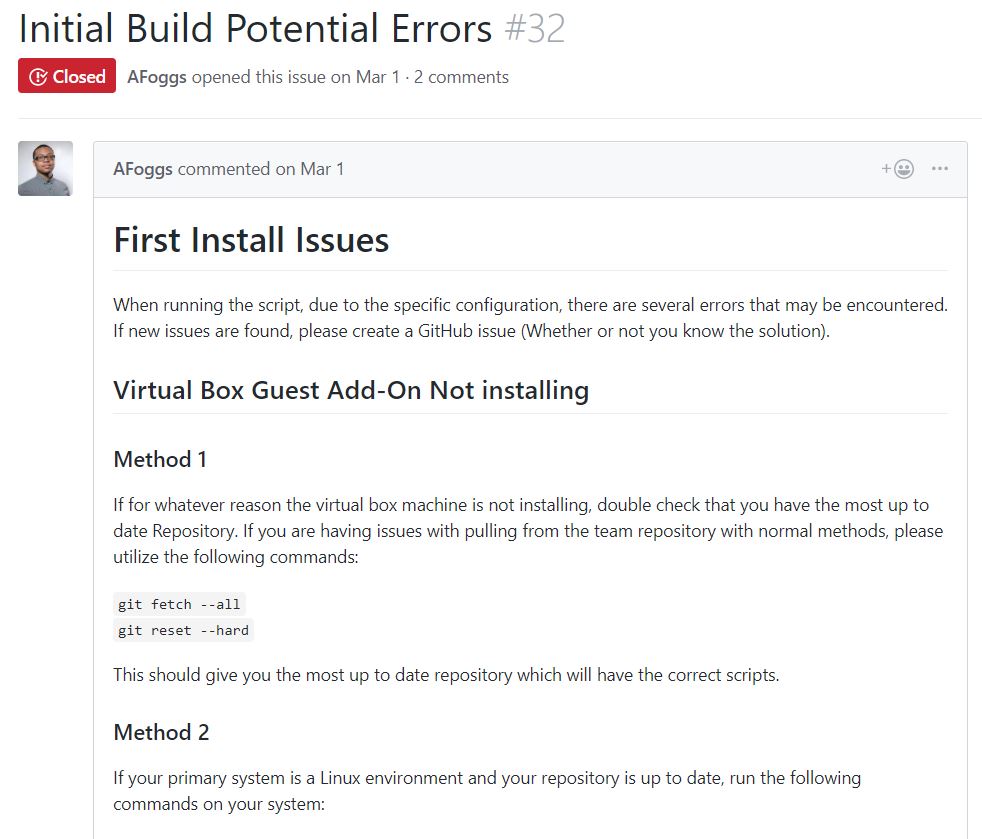 Initial Build Potential Errors #32
Closed AFoggs opened this issue on Mar 1 · 2 comments
AFoggs commented on Mar 1
First Install Issues
When running the script, due to the specific configuration, there are several errors that may be encountered.
If new issues are found, please create a GitHub issue (Whether or not you know the solution).
Virtual Box Guest Add-On Not installing
Method 1
If for whatever reason the virtual box machine is not installing, double check that you have the most up to
date Repository. If you are having issues with pulling from the team repository with normal methods, please
utilize the following commands:
git fetch --all
git reset --hard
This should give you the most up to date repository which will have the correct scripts.
Method 2
If your primary system is a Linux environment and your repository is up to date, run the following
commands on your system: